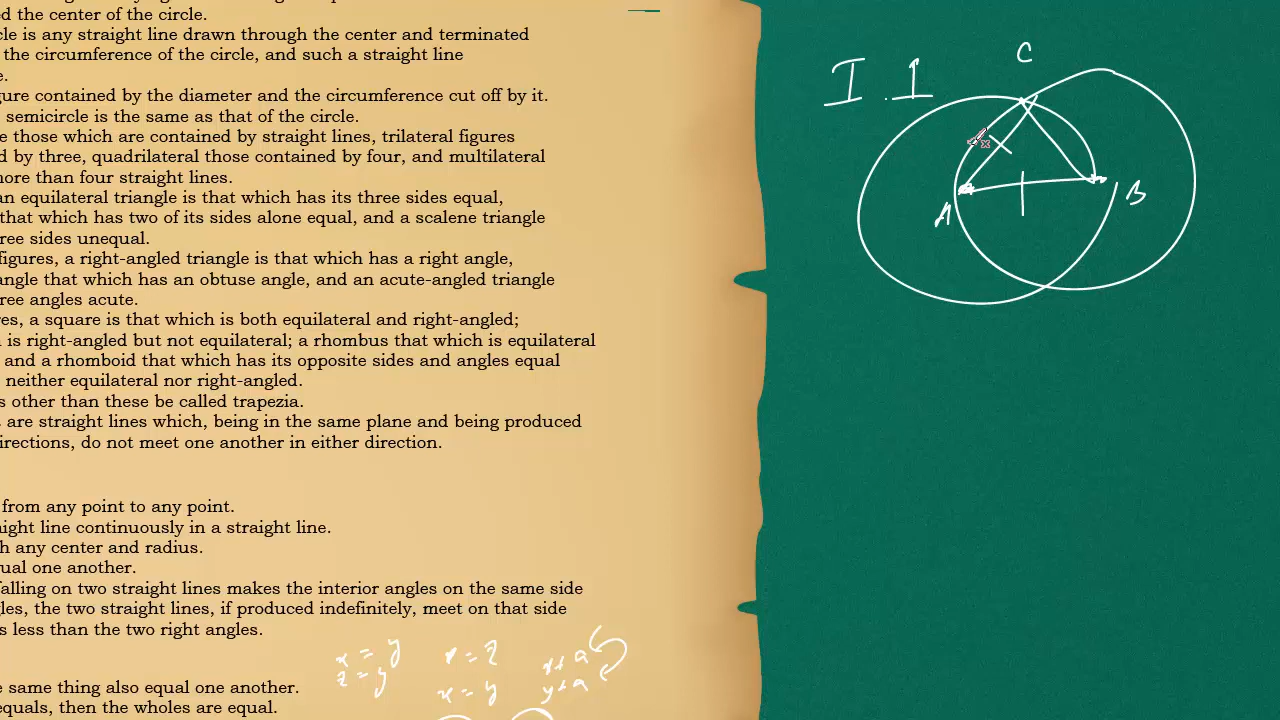 d the center of the circle.
cle is any straight line drawn through the center and terminated
the circumference of the circle, and such a straight line
e.
gure contained by the diameter and the circumference cut off by it.
semicircle is the same as that of the circle.
e those which are contained by straight lines, trilateral figures
d by three, quadrilateral those contained by four, and multilateral
more than four straight lines.
an equilateral triangle is that which has its three sides equal,
that which has two of its sides alone equal, and a scalene triangle
ree sides unequal.
figures, a right-angled triangle is that which has a right angle,
angle that which has an obtuse angle, and an acute-angled triangle
ree angles acute.
res, a square is that which is both equilateral and right-angled;
is right-angled but not equilateral; a rhombus that which is equilateral
and a rhomboid that which has its opposite sides and angles equal
neither equilateral nor right-angled.
s other than these be called trapezia.
are straight lines which, being in the same plane and being produced
directions, do not meet one another in either direction.
from any point to any point.
aight line continuously in a straight line.
h any center and radius.
qual one another.
falling on two straight lines makes the interior angles on the same side
gles, the two straight lines, if produced indefinitely, meet on that side
s less than the two right angles.
e same thing also equal one another.
equals, then the wholes are equal.
x = y
z = y
x = z
x = y
x + a
y + a
I.1
C
A
B